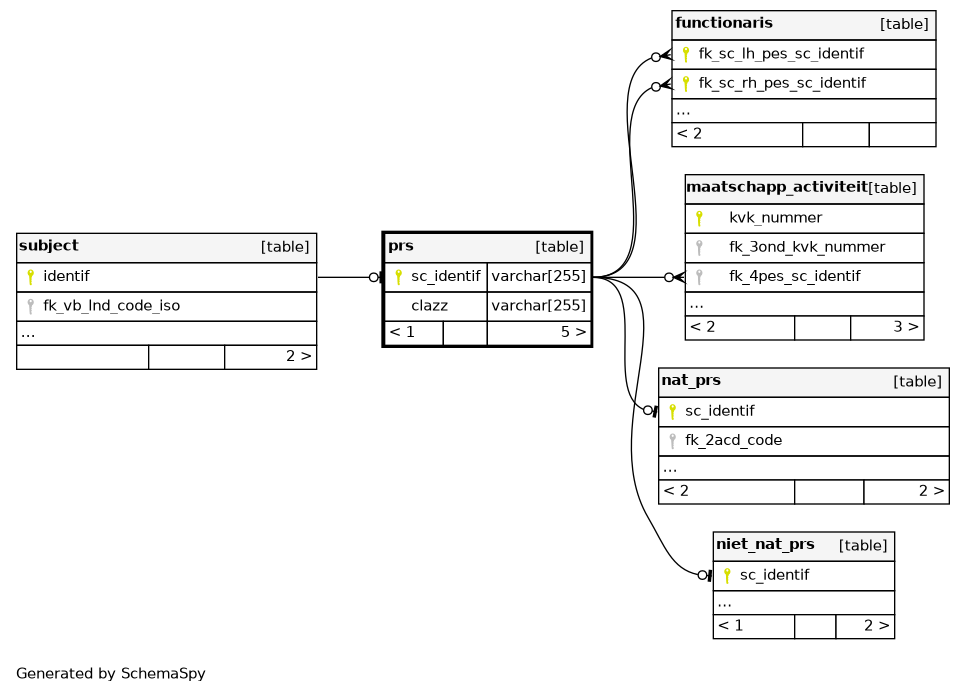 functionaris [table]
fk_sc_lh_pes_sc_identif
fk_sc_rh_pes_sc_identif
...
< 2
maatschapp_activiteit[table]
kvk_nummer
fk_3ond_kvk_nummer
fk_4pes_sc_identif
...
< 2 3 >
subject [table]
identif
fk_vb_lnd_code_iso
...
2 >
prs [table]
sc_identif varchar[255]
clazz varchar[255]
< 1 5 >
nat_prs [table]
sc_identif
fk_2acd_code
...
< 2 2 >
niet_nat_prs [table]
sc_identif
...
< 1 2 >
Generated by SchemaSpy